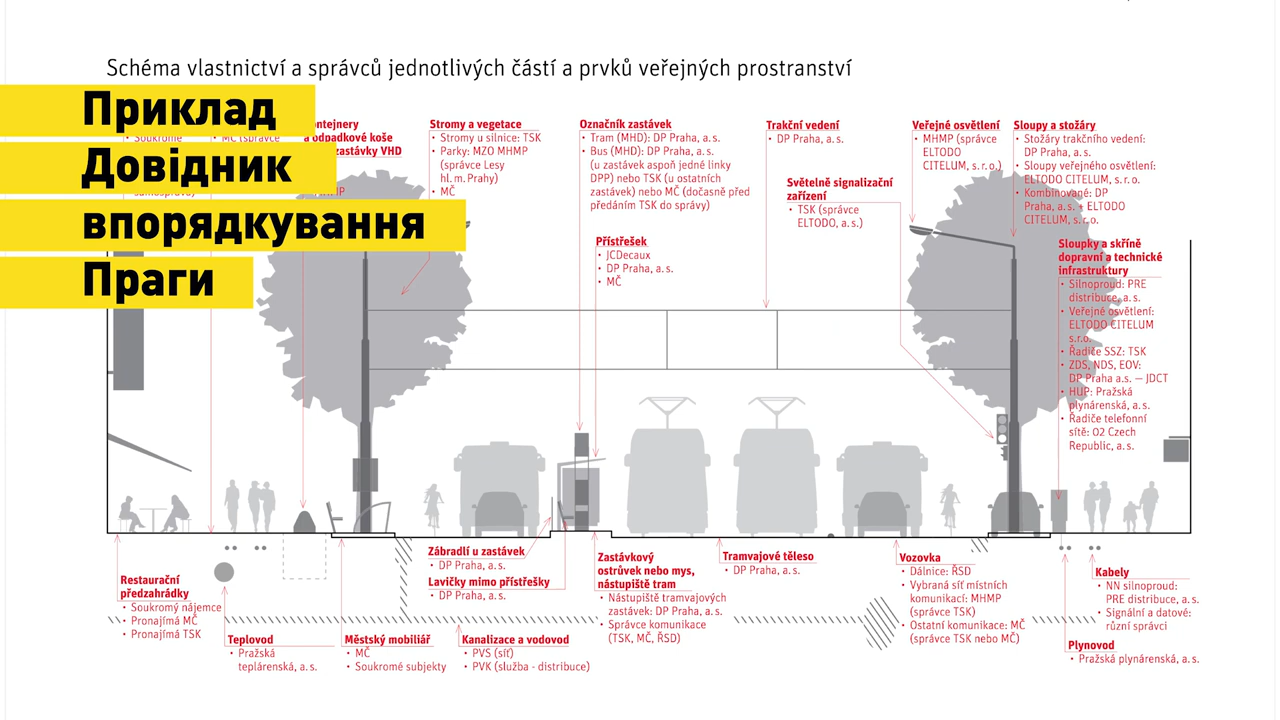 Schéma vlastnictví a správců jednotlivých částí a prvků veřejných prostranství
Приклад
Довідник
впорядкування
Праги
a odpadkové koše
zastávky VHD
Stromy a vegetace
• Stromy u silnice: TSK
• Parky: MZO MHMP
(správce Lesy
hl. m. Prahy)
• MČ
Označník zastávek
• Tram (MHD): DP Praha, a. s.
• Bus (MHD): DP Praha, a. s.
(u zastávek aspoň jedné linky
DPP) nebo TSK (u ostatních
zastávek) nebo MČ (dočasně před
předáním TSK do správy)
Přístřešek
• JCDecaux
• DP Praha, a. s.
• MČ
Trakční vedení
• DP Praha, a. s.
Světelně signalizační
zařízení
• TSK (správce
ELTODO, a. s.)
Veřejné osvětlení
• MHMP (správce
ELTODO
CITELUM, s. r. o.)
Sloupy a stožáry
• Stožáry trakčního vedení:
DP Praha, a. s.
• Sloupy veřejného osvětlení:
ELTODO CITELUM, s. r. o.
• Kombinované: DP
Praha, a. s. + ELTODO
CITELUM, s. r. o.
Sloupky a skříně
dopravní a technické
infrastruktury
• Silnoproud: PRE
distribuce, a. s.
• Veřejné osvětlení:
ELTODO CITELUM
s.r.o.
• Řadiče SSZ: TSK
• ZDS, NDS, EOV:
DP Praha a.s. — JDCT
• HUP: Pražská
plynárenská, a. s.
• Řadiče telefonní
sítě: O2 Czech
Republic, a. s.
Restaurační
předzahrádky
• Soukromý nájemce
• Pronajímá MČ
• Pronajímá TSK
Teplovod
• Pražská
teplárenská, a. s.
Městský mobiliář
• MČ
• Soukromé subjekty
Zábradlí u zastávek
• DP Praha, a. s.
Lavičky mimo přístřešky
• DP Praha, a. s.
Kanalizace a vodovod
• PVS (síť)
• PVK (služba - distribuce)
Zastávkový
ostrůvek nebo mys,
nástupiště tram
• Nástupiště tramvajových
zastávek: DP Praha, a. s.
• Správce komunikace
(TSK, MČ, ŘSD)
Tramvajové těleso
• DP Praha, a. s.
Vozovka
• Dálnice: ŘSD
• Vybraná síť místních
komunikací: MHMP
(správce TSK)
• Ostatní komunikace: MČ
(správce TSK nebo MČ)
Kabely
• NN silnoproud:
PRE distribuce, a. s.
• Signální a datové:
různí správci
Plynovod
• Pražská plynárenská, a. s.